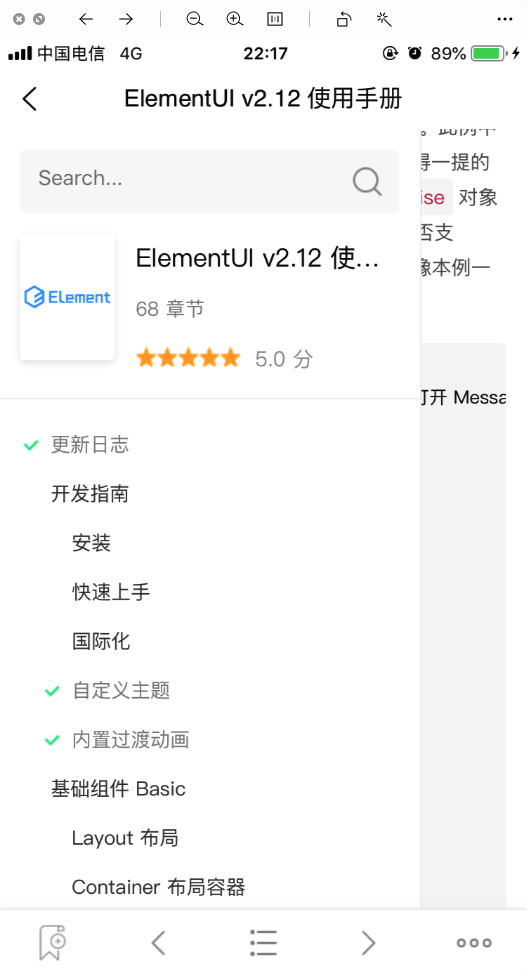 中国电信 4G 22:17 89%
ElementUI v2.12 使用手册
Search...
Element
ElementUI v2.12 使...
68 章节
5.0 分
得一提的
ise 对象
否支
像本例一
打开 Messa
更新日志
开发指南
安装
快速上手
国际化
自定义主题
内置过渡动画
基础组件 Basic
Layout 布局
Container 布局容器